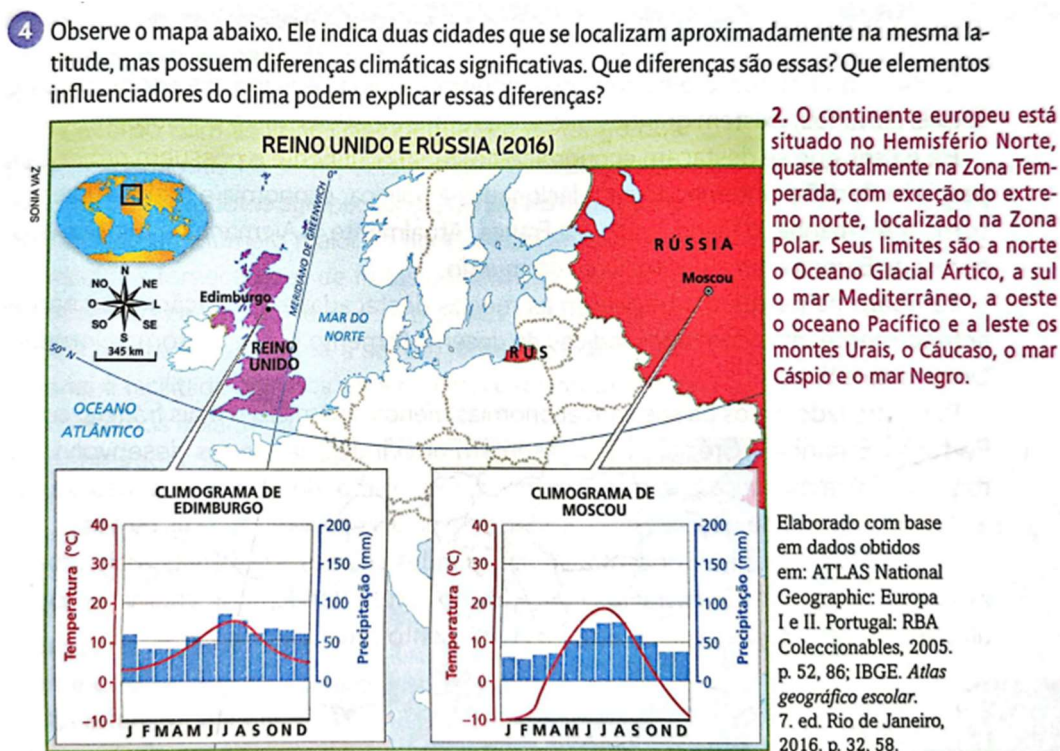 4 Observe o mapa abaixo. Ele indica duas cidades que se localizam aproximadamente na mesma la-
titude, mas possuem diferenças climáticas significativas. Que diferenças são essas? Que elementos
influenciadores do clima podem explicar essas diferenças?
2. O continente europeu está
situado no Hemisfério Norte,
quase totalmente na Zona Tem-
perada, com exceção do extre-
mo norte, localizado na Zona
Polar. Seus limites são a norte
o Oceano Glacial Ártico, a sul
o mar Mediterrâneo, a oeste
o oceano Pacífico e a leste os
montes Urais, o Cáucaso, o mar
Cáspio e o mar Negro.
REINO UNIDO E RÚSSIA (2016)
SONIA VAZ
MERIDIANO DE GREENWICH
0°
N
NO
NE
O
L
SO
SE
S
345 km
50° N
Edimburgo
REINO
UNIDO
MAR DO
NORTE
RÚSSIA
Moscou
RUS
OCEANO
ATLÂNTICO
CLIMOGRAMA DE
EDIMBURGO
Temperatura (°C)
40
30
20
10
0
-10
200
150
100
50
0
Precipitação (mm)
J F M A M J J A S O N D
CLIMOGRAMA DE
MOSCOU
Temperatura (°C)
40
30
20
10
0
-10
200
150
100
50
0
Precipitação (mm)
J F M A M J J A S O N D
Elaborado com base
em dados obtidos
em: ATLAS National
Geographic: Europa
I e II. Portugal: RBA
Coleccionables, 2005.
p. 52, 86; IBGE. Atlas
geográfico escolar.
7. ed. Rio de Janeiro,
2016. p. 32, 58.